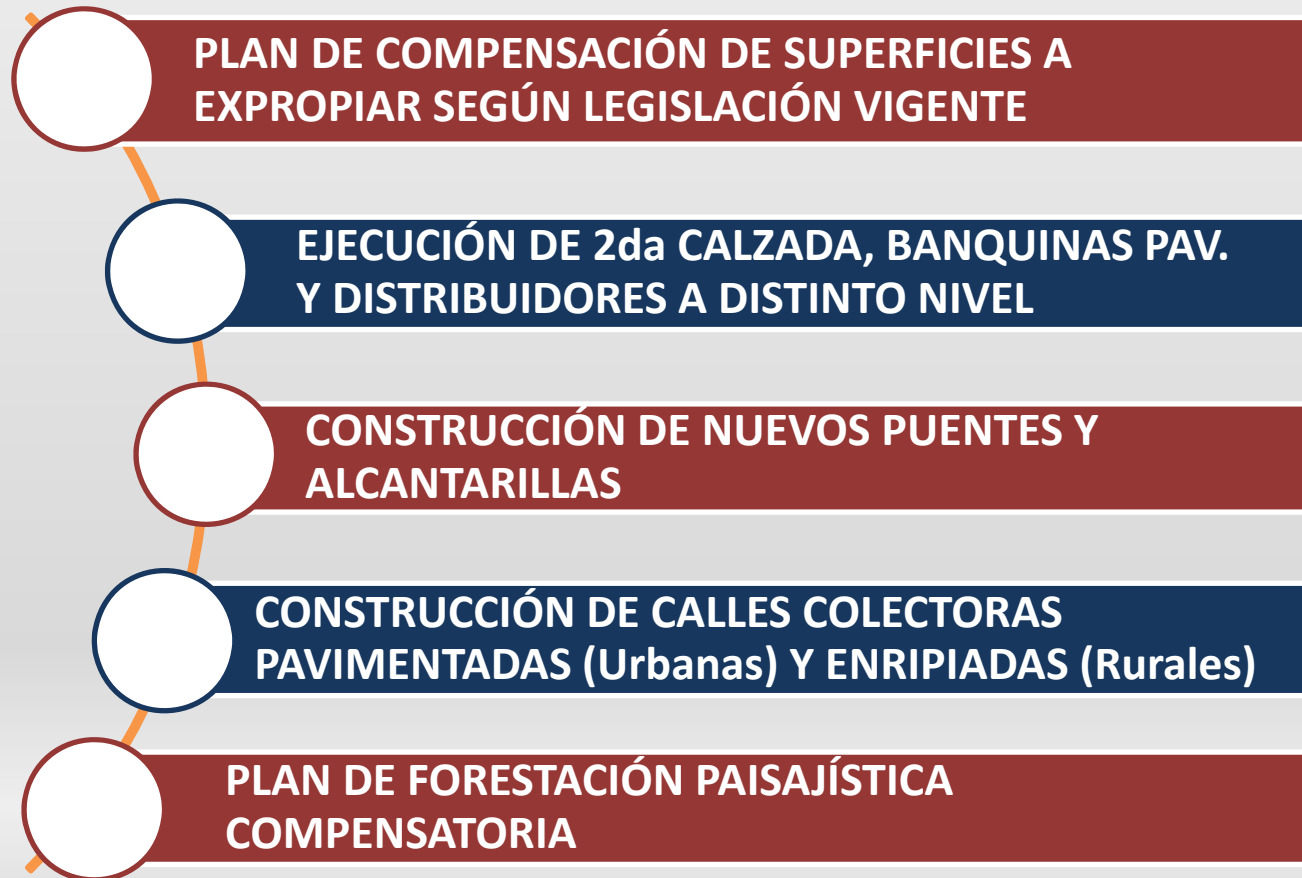 PLAN DE COMPENSACIÓN DE SUPERFICIES A
EXPROPIAR SEGÚN LEGISLACIÓN VIGENTE
EJECUCIÓN DE 2da CALZADA, BANQUINAS PAV.
Y DISTRIBUIDORES A DISTINTO NIVEL
CONSTRUCCIÓN DE NUEVOS PUENTES Y
ALCANTARILLAS
CONSTRUCCIÓN DE CALLES COLECTORAS
PAVIMENTADAS (Urbanas) Y ENRIPIADAS (Rurales)
PLAN DE FORESTACIÓN PAISAJÍSTICA
COMPENSATORIA